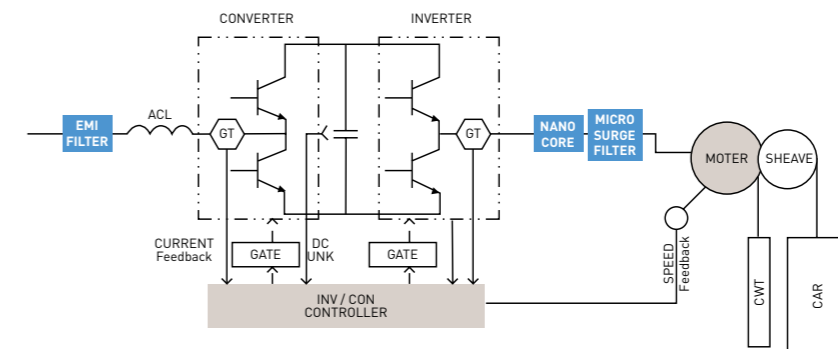 CONVERTER
INVERTER
EMI
FILTER
ACL
GT
GT
NANO
CORE
MICRO
SURGE
FILTER
MOTER
SHEAVE
CURRENT
Feedback
GATE
DC
UNK
GATE
SPEED
Feedback
CWT
CAR
INV / CON
CONTROLLER